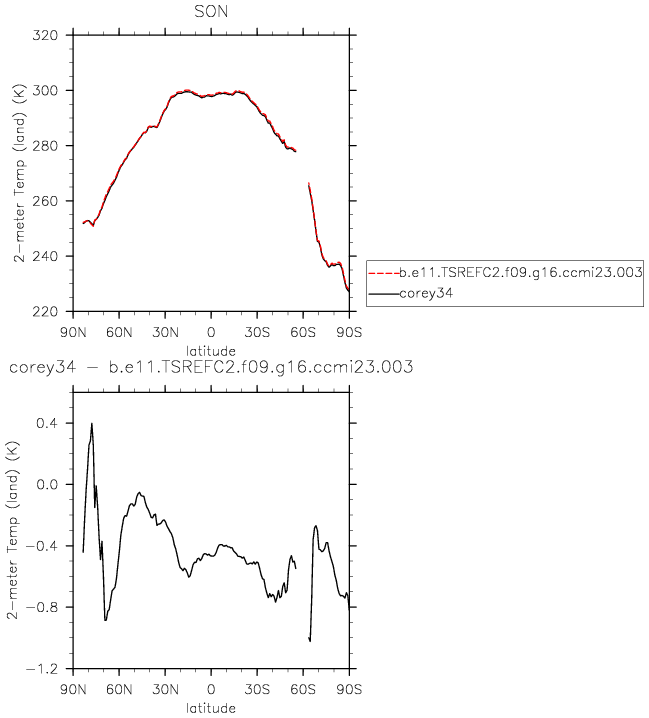 SON
320
300
280
260
240
220
2-meter Temp (land) (K)
90N 60N 30N 0 30S 60S 90S
latitude
b.e11.TSREFC2.f09.g16.ccmi23.003
corey34
corey34 - b.e11.TSREFC2.f09.g16.ccmi23.003
0.4
0.0
-0.4
-0.8
-1.2
2-meter Temp (land) (K)
90N 60N 30N 0 30S 60S 90S
latitude